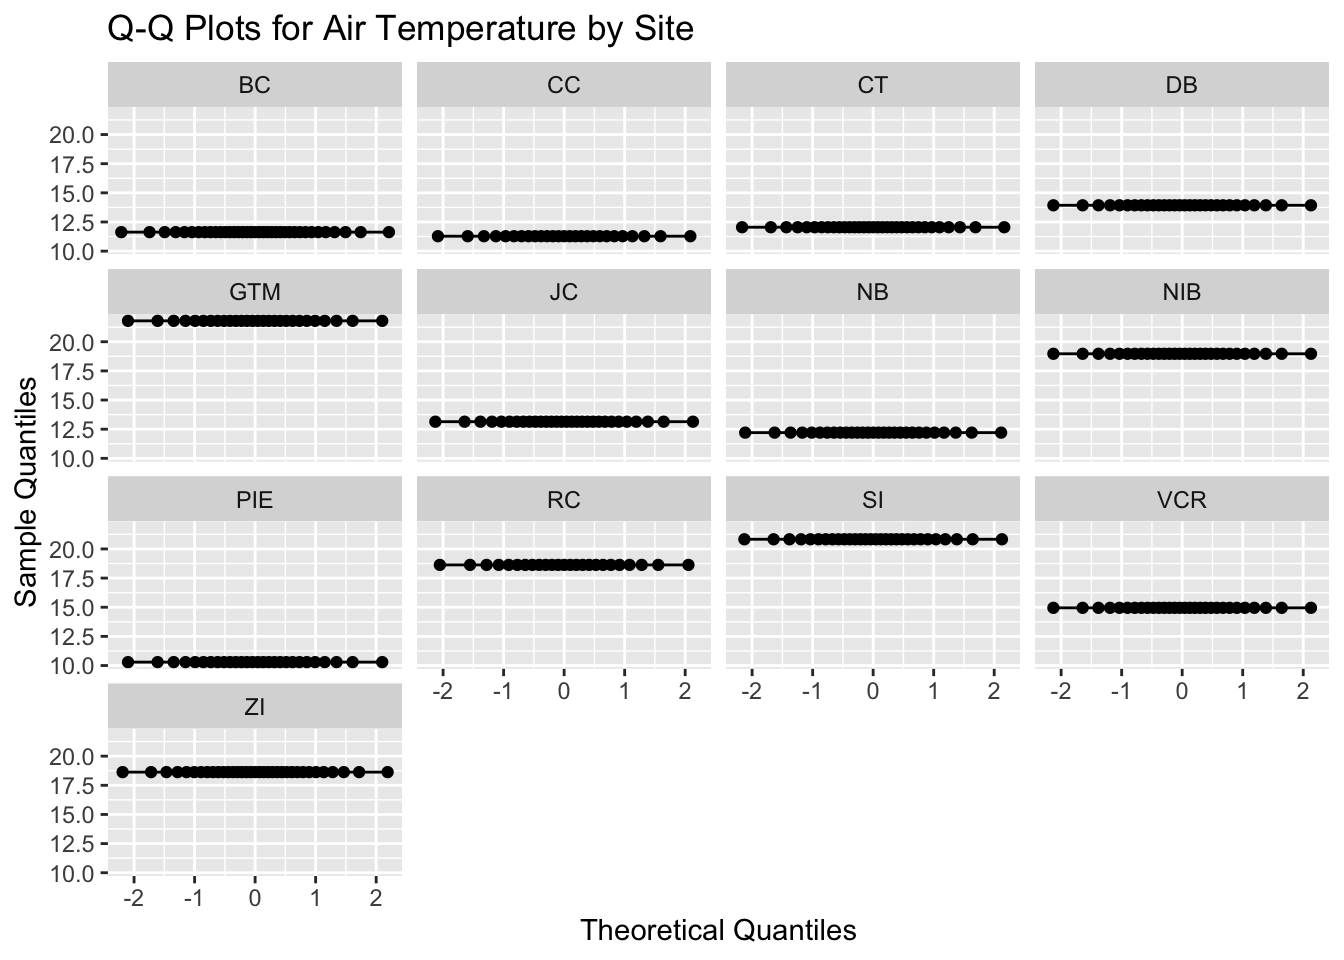 Q-Q Plots for Air Temperature by Site
BC CC CT DB
20.0
17.5
15.0
12.5
10.0
GTM JC NB NIB
20.0
17.5
15.0
12.5
10.0
PIE RC SI VCR
20.0
17.5
15.0
12.5
10.0
-2 -1 0 1 2 -2 -1 0 1 2 -2 -1 0 1 2
ZI
20.0
17.5
15.0
12.5
10.0
-2 -1 0 1 2
Sample Quantiles
Theoretical Quantiles